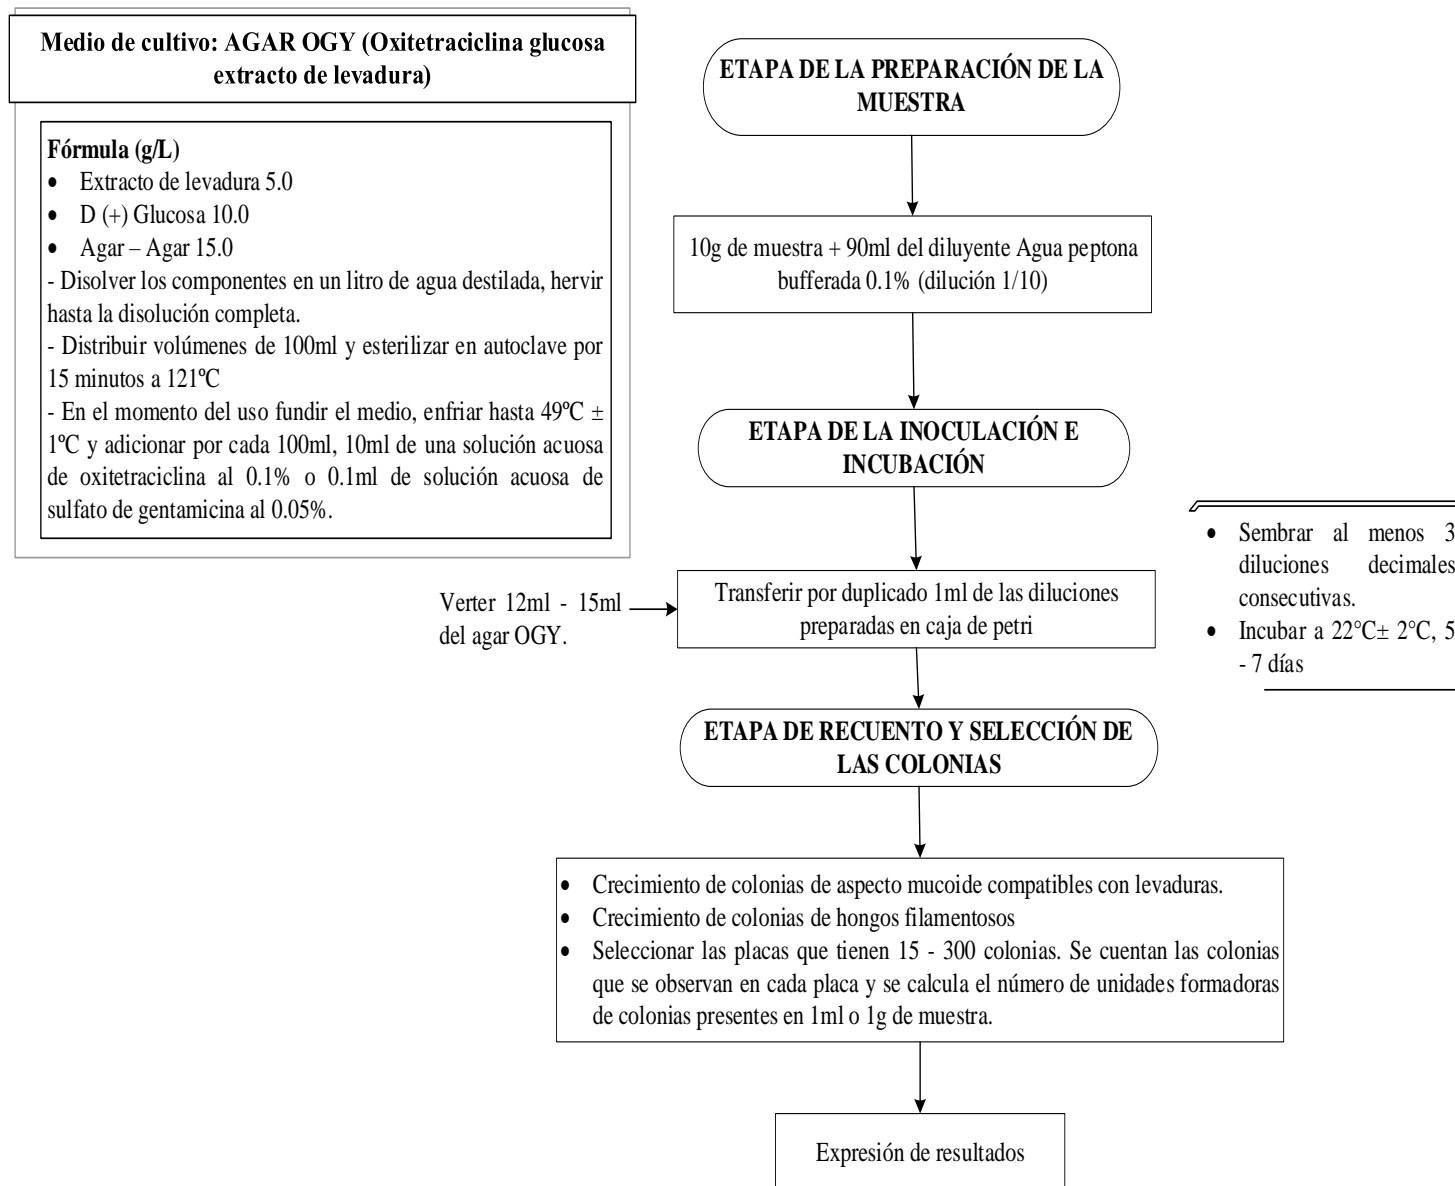 Medio de cultivo: AGAR OGY (Oxitetraciclina glucosa
extracto de levadura)
Fórmula (g/L)
• Extracto de levadura 5.0
• D (+) Glucosa 10.0
• Agar – Agar 15.0
- Disolver los componentes en un litro de agua destilada, hervir
hasta la disolución completa.
- Distribuir volúmenes de 100ml y esterilizar en autoclave por
15 minutos a 121ºC
- En el momento del uso fundir el medio, enfriar hasta 49ºC ±
1ºC y adicionar por cada 100ml, 10ml de una solución acuosa
de oxitetraciclina al 0.1% o 0.1ml de solución acuosa de
sulfato de gentamicina al 0.05%.
ETAPA DE LA PREPARACIÓN DE LA
MUESTRA
10g de muestra + 90ml del diluyente Agua peptona
bufferada 0.1% (dilución 1/10)
ETAPA DE LA INOCULACIÓN E
INCUBACIÓN
Verter 12ml - 15ml
del agar OGY.
Transferir por duplicado 1ml de las diluciones
preparadas en caja de petri
• Sembrar al menos 3
diluciones decimales
consecutivas.
• Incubar a 22°C± 2°C, 5
- 7 días
ETAPA DE RECUENTO Y SELECCIÓN DE
LAS COLONIAS
• Crecimiento de colonias de aspecto mucoide compatibles con levaduras.
• Crecimiento de colonias de hongos filamentosos
• Seleccionar las placas que tienen 15 - 300 colonias. Se cuentan las colonias
que se observan en cada placa y se calcula el número de unidades formadoras
de colonias presentes en 1ml o 1g de muestra.
Expresión de resultados